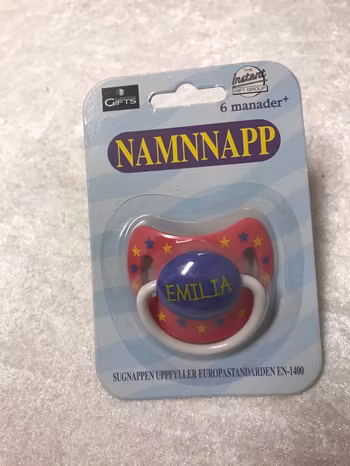 GIFTS
THE
Instant
GIFT GROUP
6 manader+
NAMNNAPP
EMILIA
SUGNAPPEN UPPFYLLER EUROPASTANDARDEN EN-1400